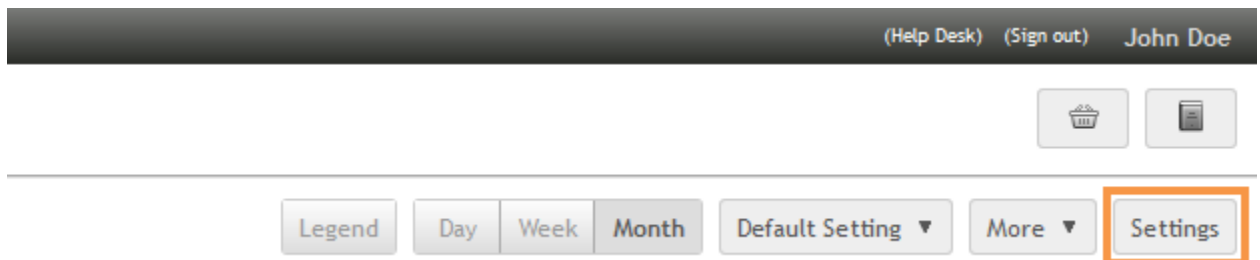 (Help Desk) (Sign out) John Doe
Legend Day Week Month Default Setting ▼ More ▼ Settings